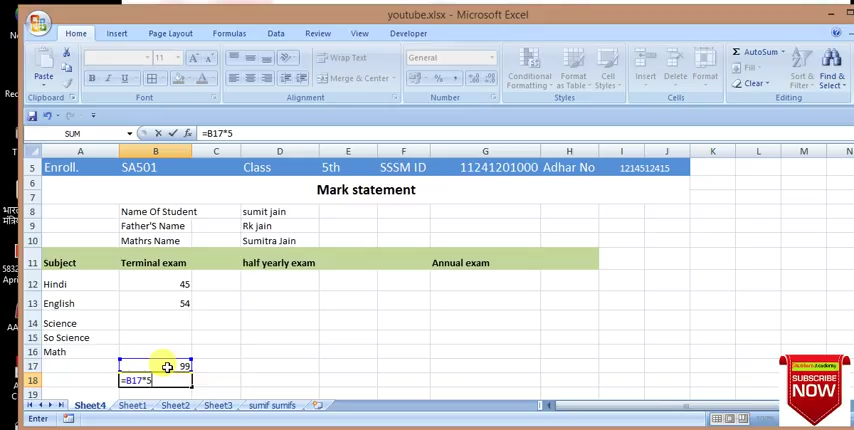 youtube.xlsx - Microsoft Excel
Home Insert Page Layout Formulas Data Review View Developer
Paste
Clipboard
11
B I U
Font
Wrap Text
Merge & Center
Alignment
General
Number
Conditional Formatting
Format as Table
Cell Styles
Styles
Insert Delete Format
Cells
AutoSum
Fill
Clear
Sort & Filter
Find & Select
Editing
SUM fx =B17*5
A B C D E F G H I J K L M N
5 Enroll. SA501 Class 5th SSSM ID 11241201000 Adhar No 1214512415
6
7 Mark statement
8 Name Of Student sumit jain
9 Father'S Name Rk jain
10 Mathrs Name Sumitra Jain
11 Subject Terminal exam half yearly exam Annual exam
12 Hindi 45
13 English 54
14 Science
15 So Science
16 Math
17 99
18 =B17*5
19
Sheet4 Sheet1 Sheet2 Sheet3 sumif sumifs
Enter
SUBSCRIBE
NOW